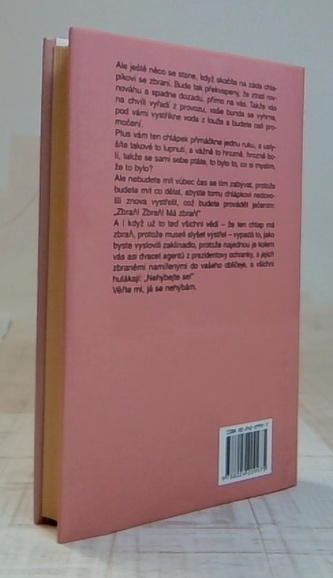 Ale ještě něco se stane, když skočíte na záda chla-
píkovi se zbraní. Bude tak překvapený, že ztratí rov-
nováhu a spadne dozadu, přímo na vás. Takže vás
na chvíli vyřadí z provozu, vaše bunda se vyhrne,
pod vámi vystříkne voda z louže a budete celí pro-
močení.
Plus vám ten chlápek přimáčkne jednu ruku, a usly-
šíte takové to lupnutí, a vážně to hrozně, hrozně bo-
lí, takže se sami sebe ptáte, to bylo to, co si myslím,
že to bylo?
Ale nebudete mít vůbec čas se tím zabývat, protože
budete mít co dělat, abyste tomu chlápkovi nedovo-
lili znova vystřelit, což budete provádět ječením:
„Zbraň! Zbraň! Má zbraň!“
A i když už to teď všichni vědí – že ten chlap má
zbraň, protože museli slyšet výstřel – vypadá to, jako
byste vyslovili zaklínadlo, protože najednou je kolem
vás asi dvacet agentů z prezidentovy ochranky, a jejich
zbraněmi namířenými do vašeho obličeje, a všichni
hulákají: „Nehýbejte se!“
Věřte mi, já se nehýbám.